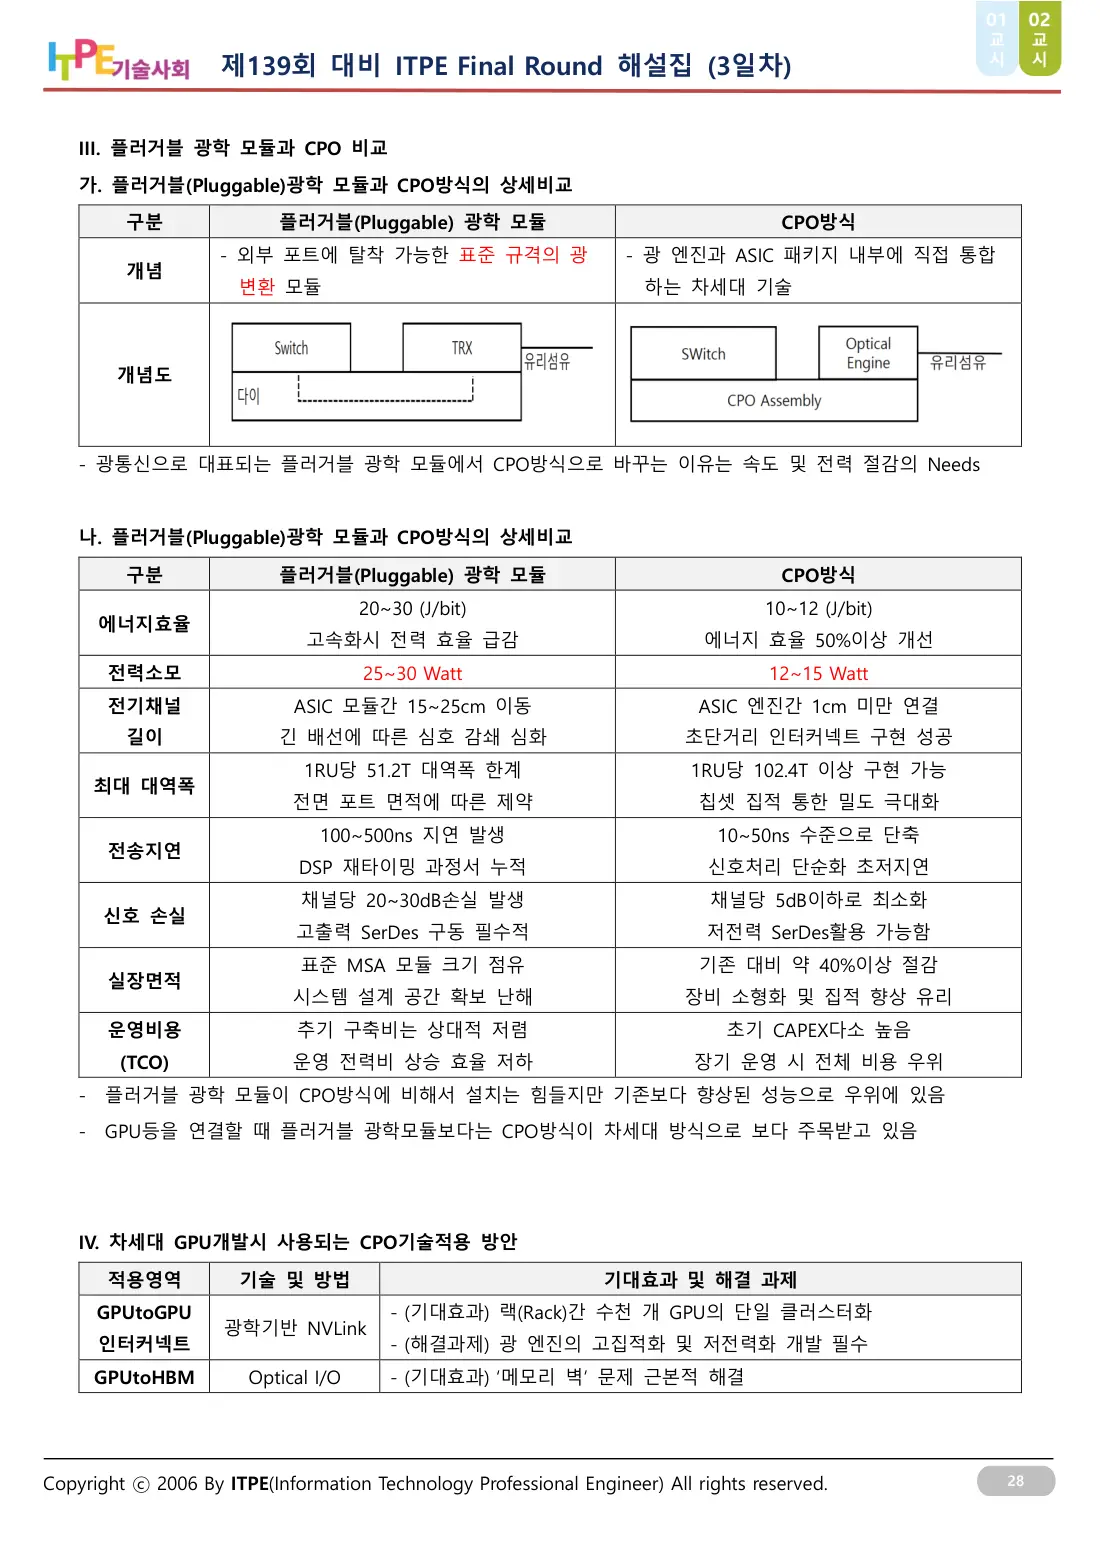 01
교
시
02
교
시
ITPE기술사회 제139회 대비 ITPE Final Round 해설집 (3일차)
III. 플러거블 광학 모듈과 CPO 비교
가. 플러거블(Pluggable)광학 모듈과 CPO방식의 상세비교
구분 플러거블(Pluggable) 광학 모듈 CPO방식
개념
- 외부 포트에 탈착 가능한 표준 규격의 광
변환 모듈
- 광 엔진과 ASIC 패키지 내부에 직접 통합
하는 차세대 기술
개념도
Switch TRX
유리섬유
다이
SWitch
Optical
Engine
유리섬유
CPO Assembly
- 광통신으로 대표되는 플러거블 광학 모듈에서 CPO방식으로 바꾸는 이유는 속도 및 전력 절감의 Needs
나. 플러거블(Pluggable)광학 모듈과 CPO방식의 상세비교
구분 플러거블(Pluggable) 광학 모듈 CPO방식
에너지효율
20~30 (J/bit)
고속화시 전력 효율 급감
10~12 (J/bit)
에너지 효율 50%이상 개선
전력소모 25~30 Watt 12~15 Watt
전기채널
길이
ASIC 모듈간 15~25cm 이동
긴 배선에 따른 심호 감쇄 심화
ASIC 엔진간 1cm 미만 연결
초단거리 인터커넥트 구현 성공
최대 대역폭
1RU당 51.2T 대역폭 한계
전면 포트 면적에 따른 제약
1RU당 102.4T 이상 구현 가능
칩셋 집적 통한 밀도 극대화
전송지연
100~500ns 지연 발생
DSP 재타이밍 과정서 누적
10~50ns 수준으로 단축
신호처리 단순화 초저지연
신호 손실
채널당 20~30dB손실 발생
고출력 SerDes 구동 필수적
채널당 5dB이하로 최소화
저전력 SerDes활용 가능함
실장면적
표준 MSA 모듈 크기 점유
시스템 설계 공간 확보 난해
기존 대비 약 40%이상 절감
장비 소형화 및 집적 향상 유리
운영비용
(TCO)
추기 구축비는 상대적 저렴
운영 전력비 상승 효율 저하
초기 CAPEX다소 높음
장기 운영 시 전체 비용 우위
- 플러거블 광학 모듈이 CPO방식에 비해서 설치는 힘들지만 기존보다 향상된 성능으로 우위에 있음
- GPU등을 연결할 때 플러거블 광학모듈보다는 CPO방식이 차세대 방식으로 보다 주목받고 있음
IV. 차세대 GPU개발시 사용되는 CPO기술적용 방안
적용영역 기술 및 방법 기대효과 및 해결 과제
GPUtoGPU
인터커넥트
광학기반 NVLink
- (기대효과) 랙(Rack)간 수천 개 GPU의 단일 클러스터화
- (해결과제) 광 엔진의 고집적화 및 저전력화 개발 필수
GPUtoHBM Optical I/O - (기대효과) ‘메모리 벽’ 문제 근본적 해결
Copyright ⓒ 2006 By ITPE(Information Technology Professional Engineer) All rights reserved.
28